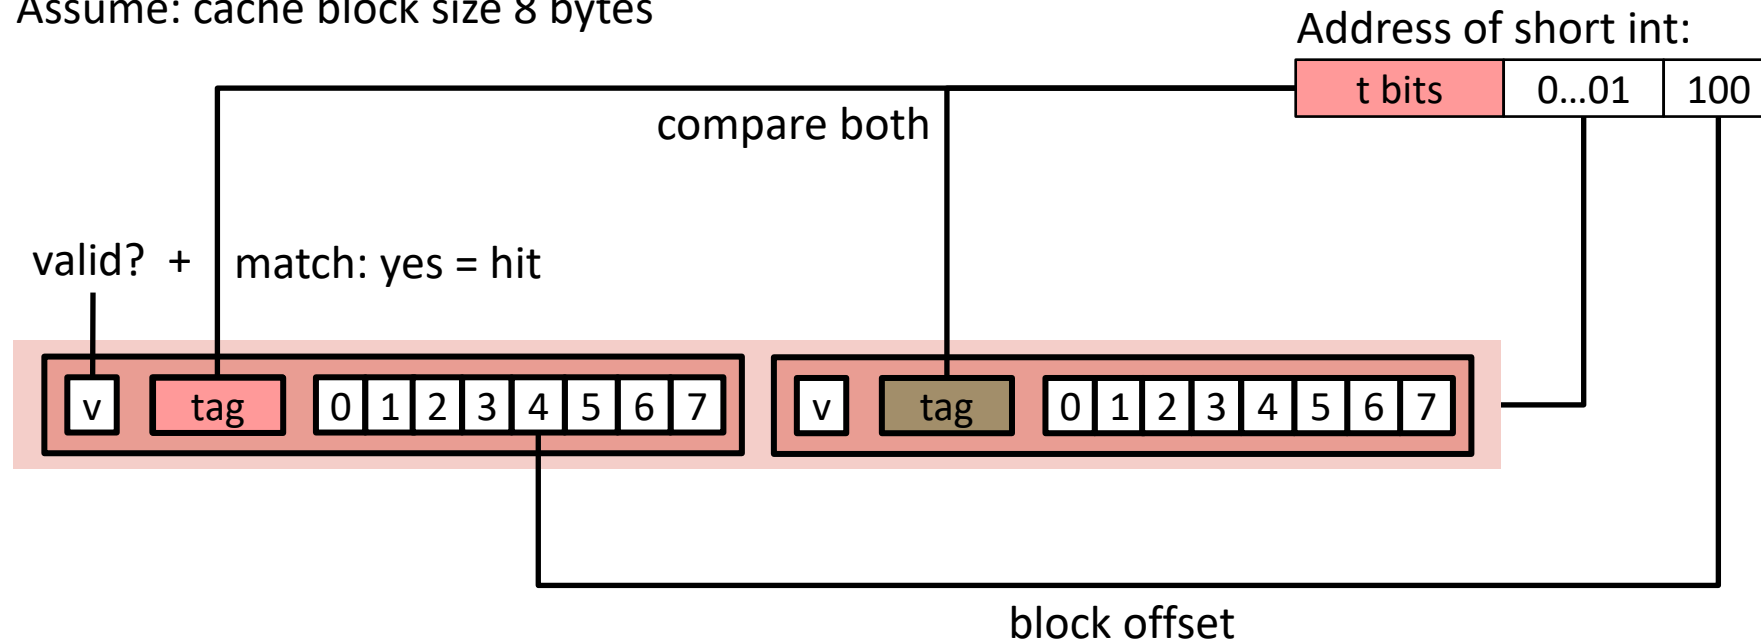 Assume: cache block size 8 bytes
Address of short int:
t bits 0...01 100
compare both
valid? + match: yes = hit
v tag 0 1 2 3 4 5 6 7 v tag 0 1 2 3 4 5 6 7
block offset